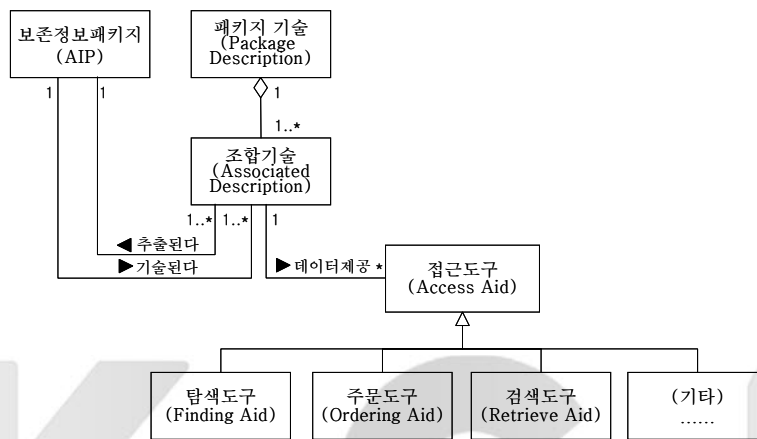 보존정보패키지
(AIP)
패키지 기술
(Package
Description)
1
1
1
1..*
조합기술
(Associated
Description)
1..*
1..*
1
◀ 추출된다
▶기술된다
▶데이터제공 *
접근도구
(Access Aid)
탐색도구
(Finding Aid)
주문도구
(Ordering Aid)
검색도구
(Retrieve Aid)
(기타)
......